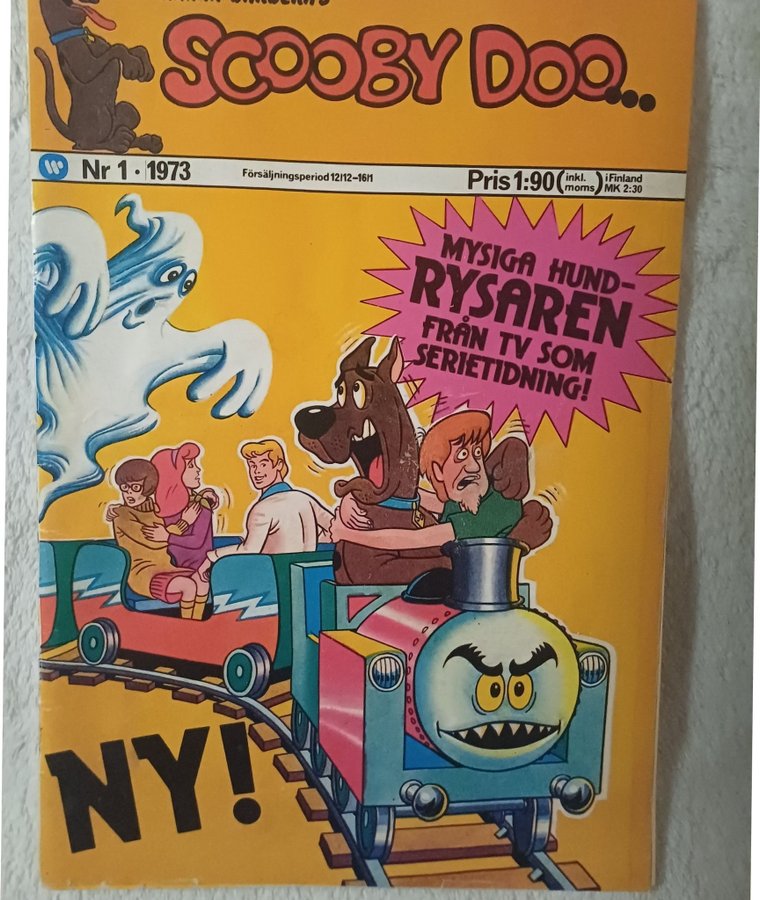 SCOOBY DOO...
Nr 1 · 1973
Försäljningsperiod 12/12–16/1
Pris 1:90 (inkl. moms) i Finland MK 2:30
MYSIGA HUND-
RYSAREN
FRÅN TV SOM
SERIETIDNING!
NY!